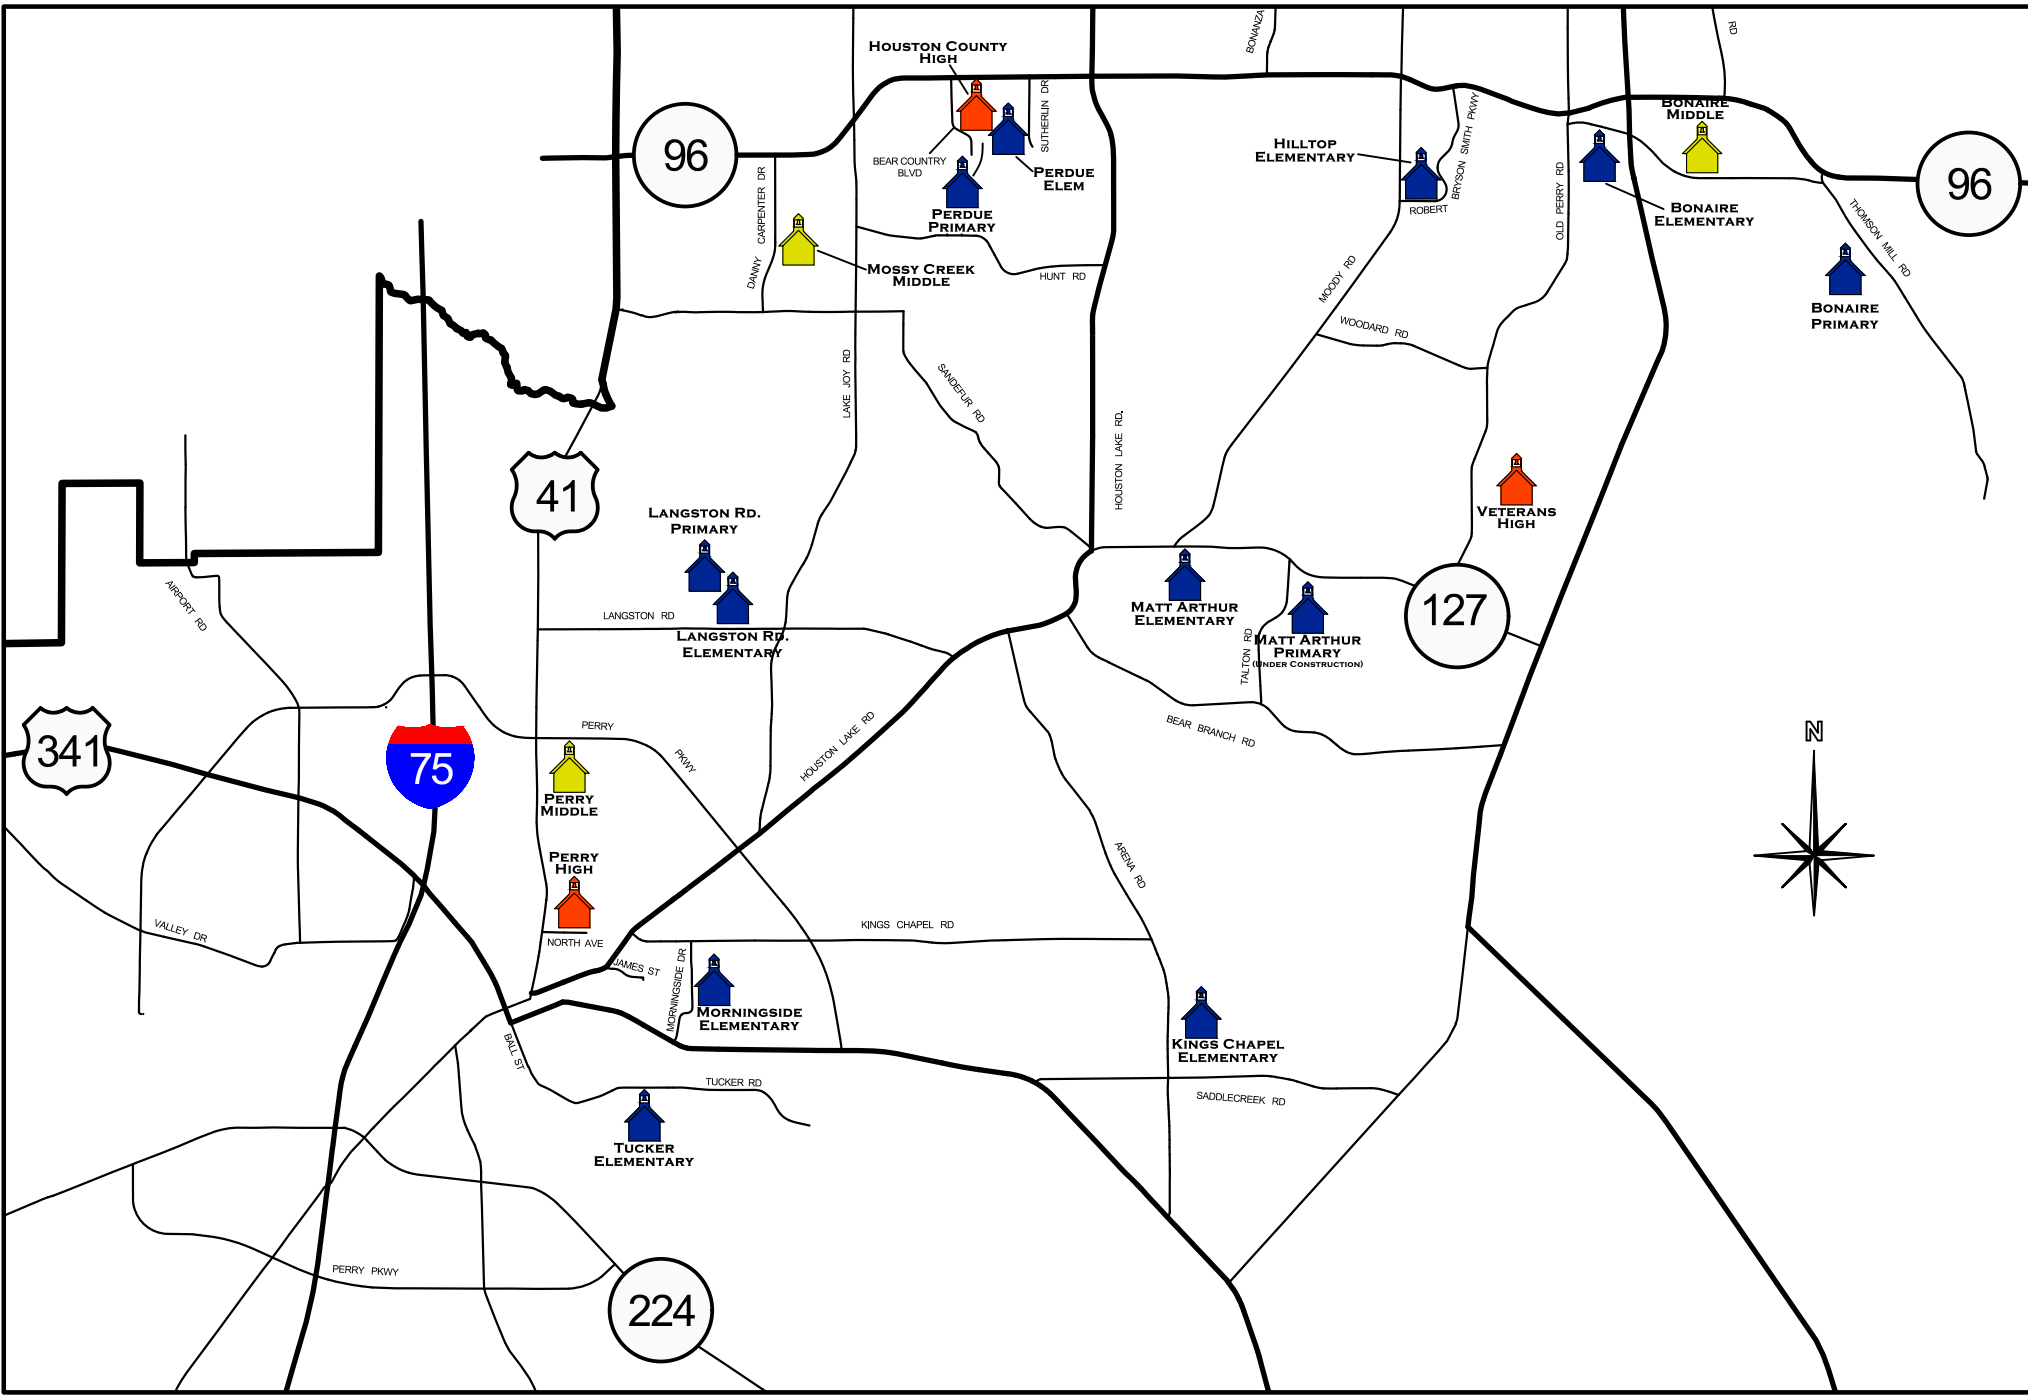 BONANZA
RD
HOUSTON COUNTY
HIGH
SUTHERLIN DR
BEAR COUNTRY
BLVD
PERDUE
ELEM
PERDUE
PRIMARY
96
DANNY CARPENTER DR
MOSSY CREEK
MIDDLE
HUNT RD
HILLTOP
ELEMENTARY
BRYSON SMITH PKWY
ROBERT
OLD PERRY RD
BONAIRE
MIDDLE
BONAIRE
ELEMENTARY
96
THOMSON MILL RD
BONAIRE
PRIMARY
MOODY RD
WOODARD RD
LAKE JOY RD
SANDEFUR RD
HOUSTON LAKE RD.
41
VETERANS
HIGH
LANGSTON RD.
PRIMARY
LANGSTON RD
LANGSTON RD.
ELEMENTARY
AIRPORT RD
MATT ARTHUR
ELEMENTARY
TALTON RD
MATT ARTHUR
PRIMARY
(UNDER CONSTRUCTION)
127
BEAR BRANCH RD
341
75
PERRY PKWY
HOUSTON LAKE RD
N
PERRY
MIDDLE
PERRY
HIGH
ARENA RD
VALLEY DR
NORTH AVE
KINGS CHAPEL RD
JAMES ST
MORNINGSIDE DR
MORNINGSIDE
ELEMENTARY
BALL ST
KINGS CHAPEL
ELEMENTARY
TUCKER RD
SADDLECREEK RD
TUCKER
ELEMENTARY
PERRY PKWY
224